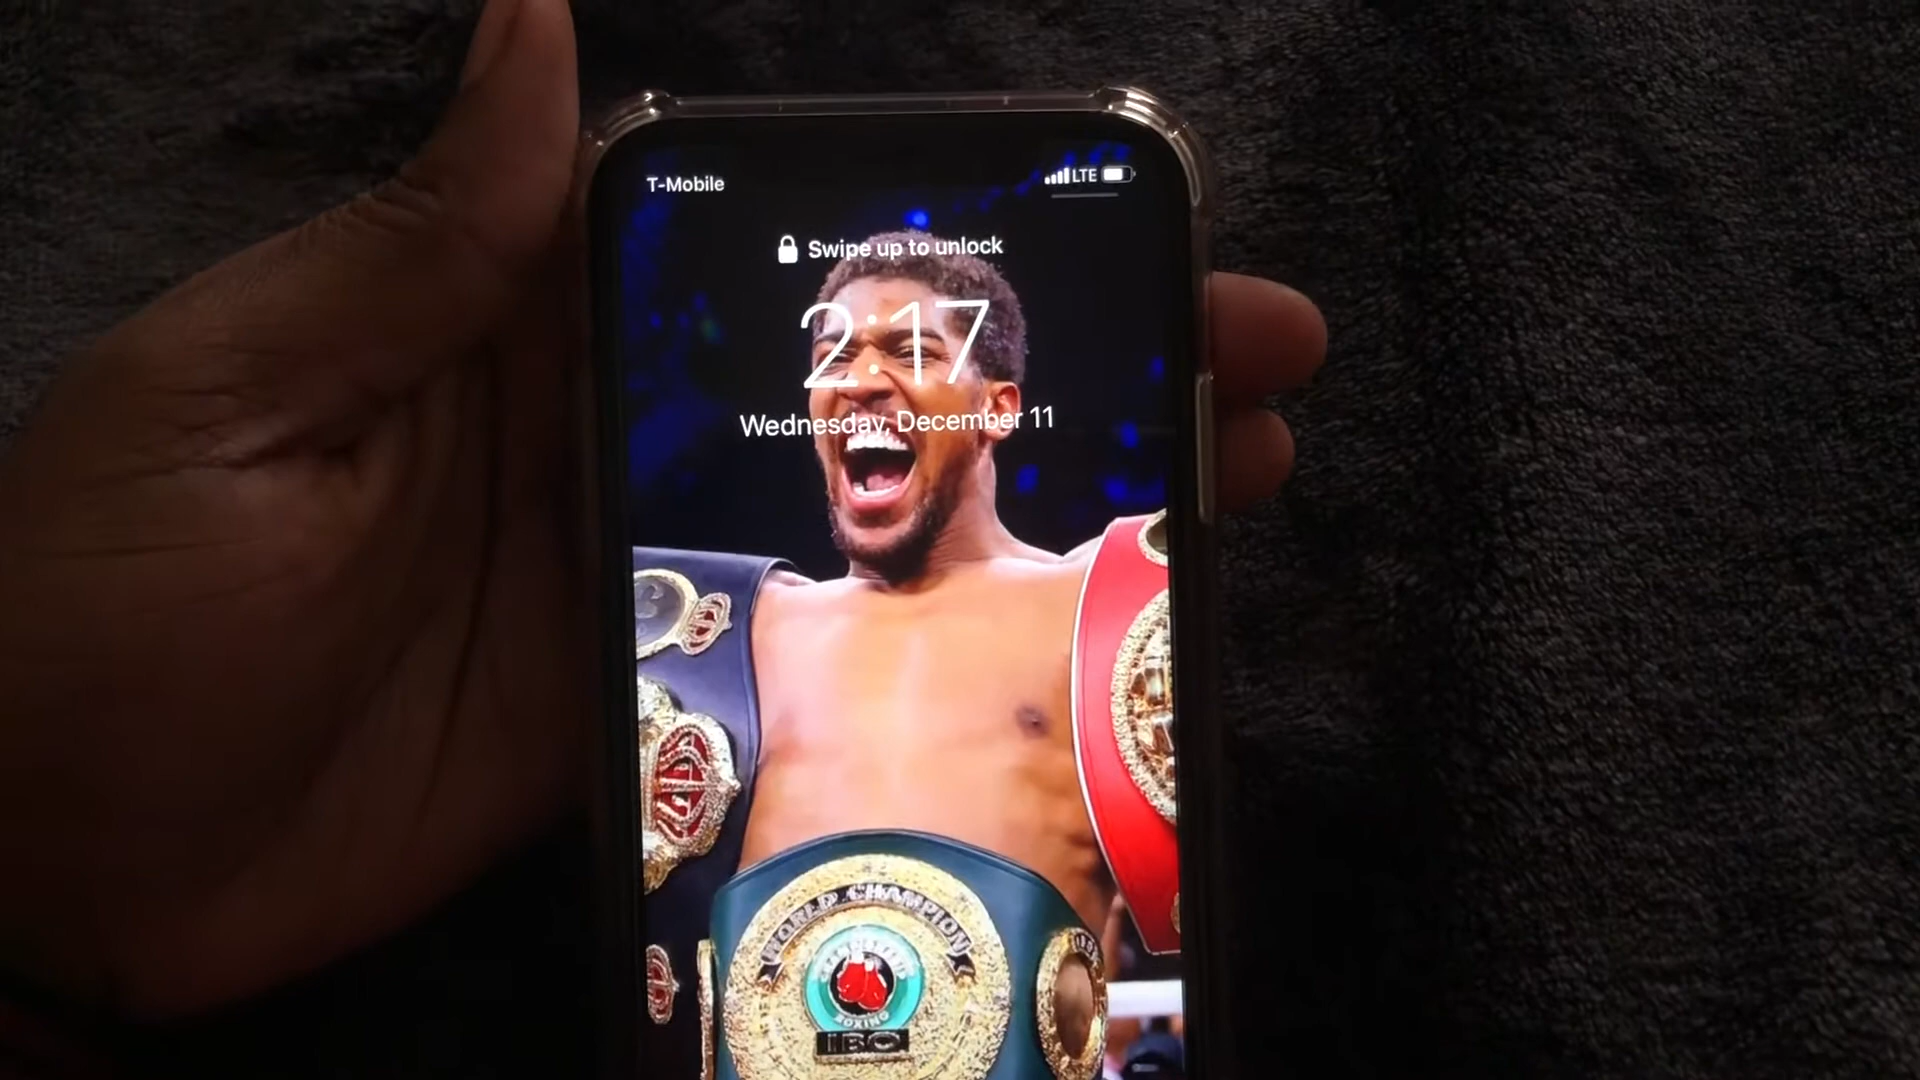 T-Mobile
LTE
Swipe up to unlock
2:17
Wednesday, December 11
WORLD CHAMPION
BOXING
IBO